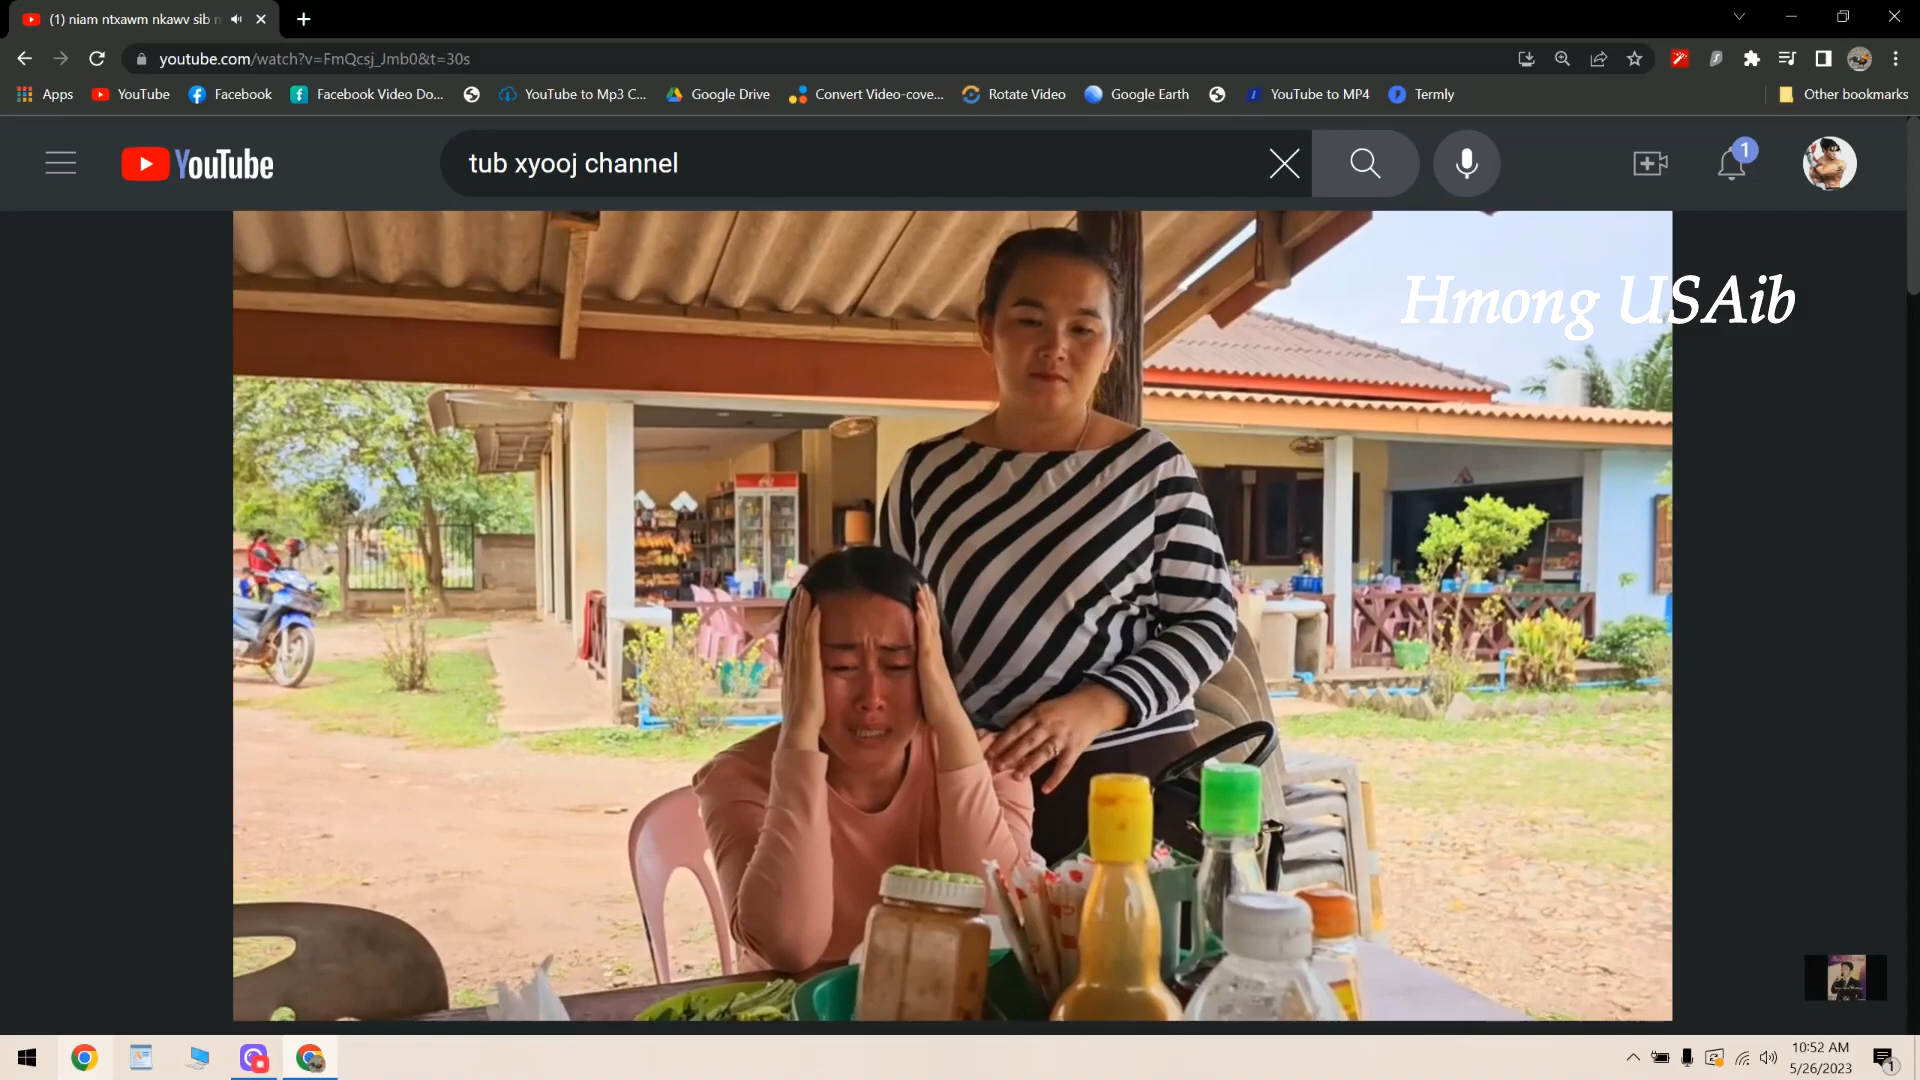 (1) niam ntxawm nkawv sib n
youtube.com/watch?v=FmQcsj_Jmb0&t=30s
Apps YouTube Facebook Facebook Video Do... YouTube to Mp3 C... Google Drive Convert Video-cove... Rotate Video Google Earth YouTube to MP4 Termly Other bookmarks
YouTube
tub xyooj channel
1
Hmong USAib
10:52 AM
5/26/2023
1